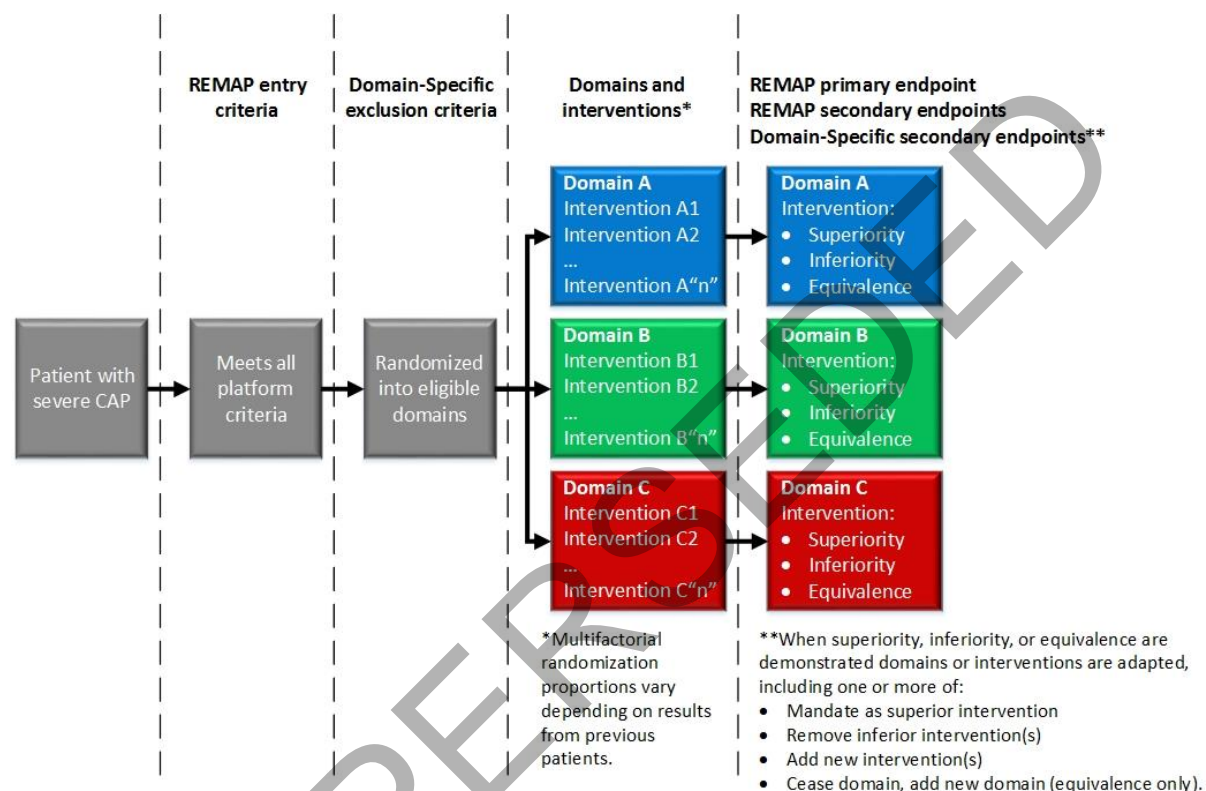 REMAP entry
criteria
Domain-Specific
exclusion criteria
Domains and
interventions*
REMAP primary endpoint
REMAP secondary endpoints
Domain-Specific secondary endpoints**
Patient with
severe CAP
Meets all
platform
criteria
Randomized
into eligible
domains
Domain A
Intervention A1
Intervention A2
...
Intervention A“n”
Domain A
Intervention:
• Superiority
• Inferiority
• Equivalence
Domain B
Intervention B1
Intervention B2
...
Intervention B“n”
Domain B
Intervention:
• Superiority
• Inferiority
• Equivalence
Domain C
Intervention C1
Intervention C2
...
Intervention C“n”
Domain C
Intervention:
• Superiority
• Inferiority
• Equivalence
*Multifactorial
randomization
proportions vary
depending on results
from previous
patients.
**When superiority, inferiority, or equivalence are
demonstrated domains or interventions are adapted,
including one or more of:
• Mandate as superior intervention
• Remove inferior intervention(s)
• Add new intervention(s)
• Cease domain, add new domain (equivalence only).
PERSEDED